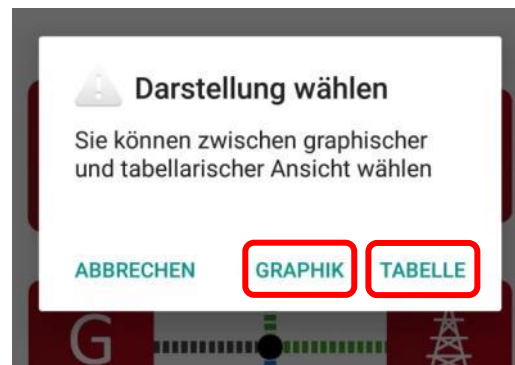 Darstellung wählen
Sie können zwischen graphischer
und tabellarischer Ansicht wählen
ABBRECHEN GRAPHIK TABELLE
G